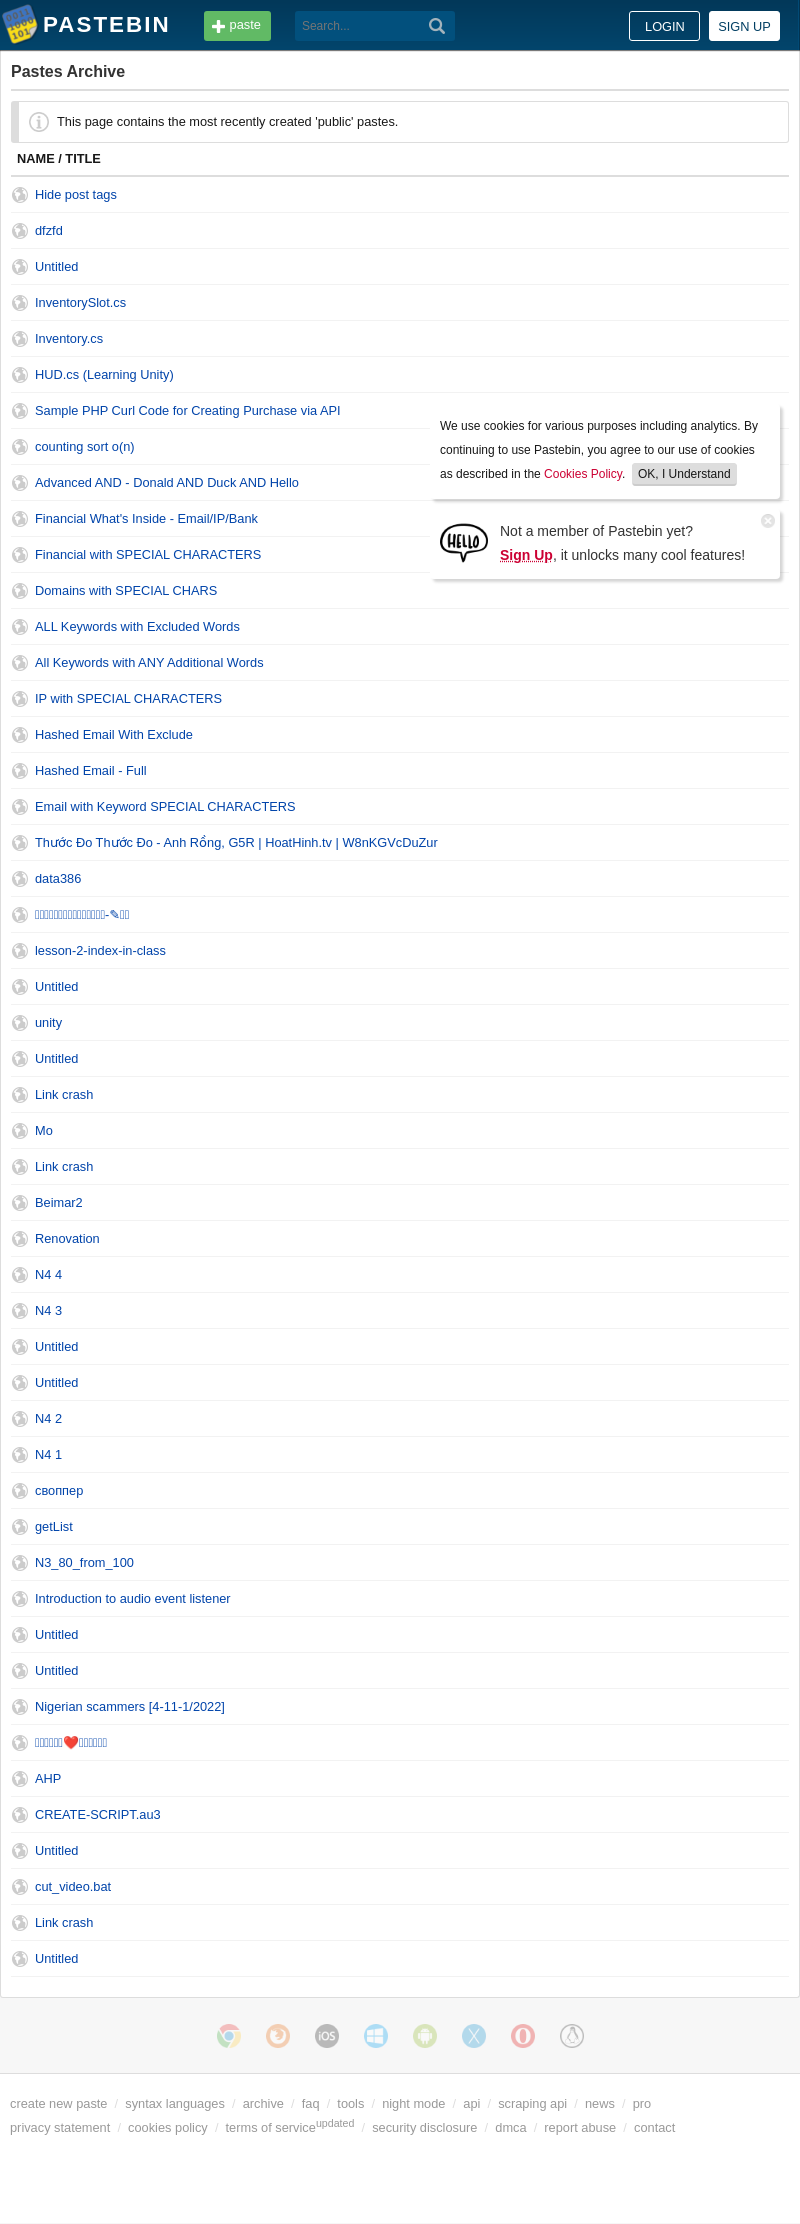 PASTEBIN
paste
Search...
LOGIN
SIGN UP
Pastes Archive
This page contains the most recently created 'public' pastes.
NAME / TITLE
Hide post tags
dfzfd
Untitled
InventorySlot.cs
Inventory.cs
HUD.cs (Learning Unity)
Sample PHP Curl Code for Creating Purchase via API
counting sort o(n)
Advanced AND - Donald AND Duck AND Hello
Financial What's Inside - Email/IP/Bank
Financial with SPECIAL CHARACTERS
Domains with SPECIAL CHARS
We use cookies for various purposes including analytics. By
continuing to use Pastebin, you agree to our use of cookies
as described in the Cookies Policy. OK, I Understand
HELLO
Not a member of Pastebin yet?
Sign Up, it unlocks many cool features!
ALL Keywords with Excluded Words
All Keywords with ANY Additional Words
IP with SPECIAL CHARACTERS
Hashed Email With Exclude
Hashed Email - Full
Email with Keyword SPECIAL CHARACTERS
Thước Đo Thước Đo - Anh Rồng, G5R | HoatHinh.tv | W8nKGVcDuZur
data386
lesson-2-index-in-class
Untitled
unity
Untitled
Link crash
Mo
Link crash
Beimar2
Renovation
N4 4
N4 3
Untitled
Untitled
N4 2
N4 1
своппер
getList
N3_80_from_100
Introduction to audio event listener
Untitled
Untitled
Nigerian scammers [4-11-1/2022]
AHP
CREATE-SCRIPT.au3
Untitled
cut_video.bat
Link crash
Untitled
iOS
create new paste / syntax languages / archive / faq / tools / night mode / api / scraping api / news / pro
privacy statement / cookies policy / terms of service updated / security disclosure / dmca / report abuse / contact